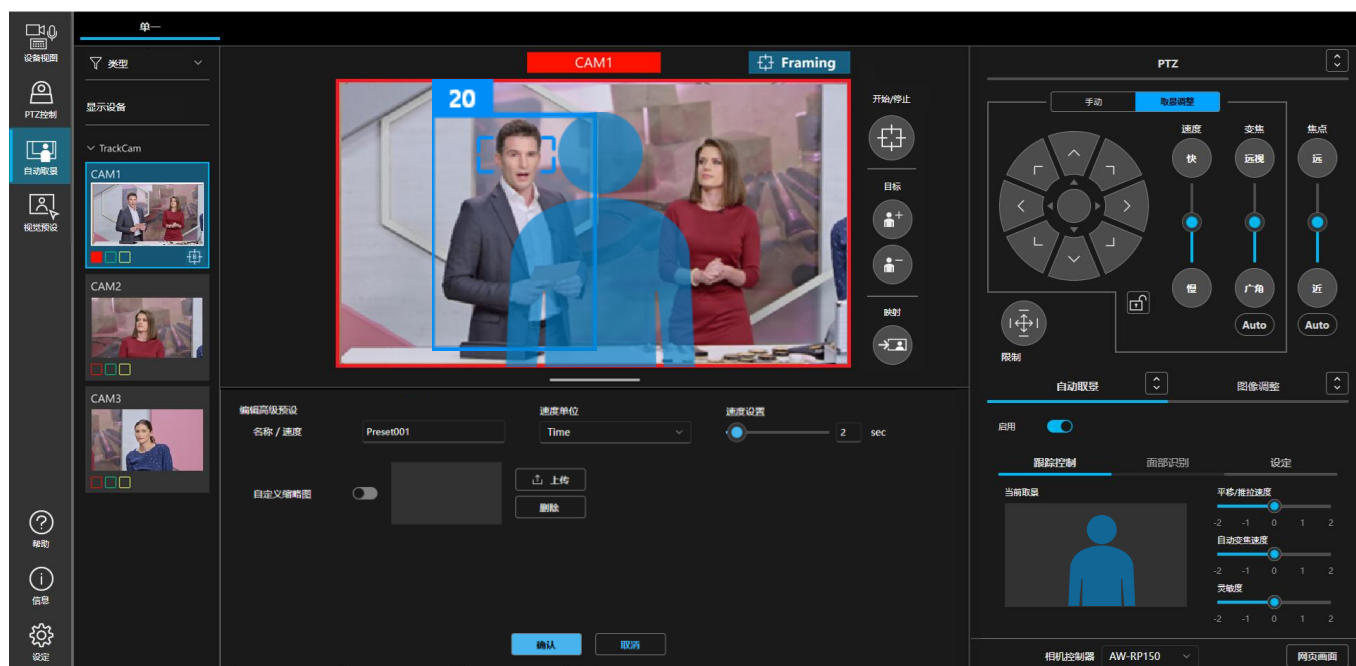 设备视图
PTZ控制
自动取景
视觉预设
帮助
信息
设定
单一
类型
显示设备
TrackCam
CAM1
CAM2
CAM3
CAM1
Framing
20
开始/停止
目标
映射
编辑高级预设
名称 / 速度
Preset001
速度单位
Time
速度设置
2 sec
自定义缩略图
上传
删除
确认
取消
PTZ
手动
取景调整
速度
变焦
焦点
快
远摄
远
慢
广角
近
Auto
Auto
限制
自动取景
图像调整
启用
跟踪控制
面部识别
设定
当前取景
平移/推拉速度
-2 -1 0 1 2
自动变焦速度
-2 -1 0 1 2
灵敏度
-2 -1 0 1 2
相机控制器
AW-RP150
网页画面